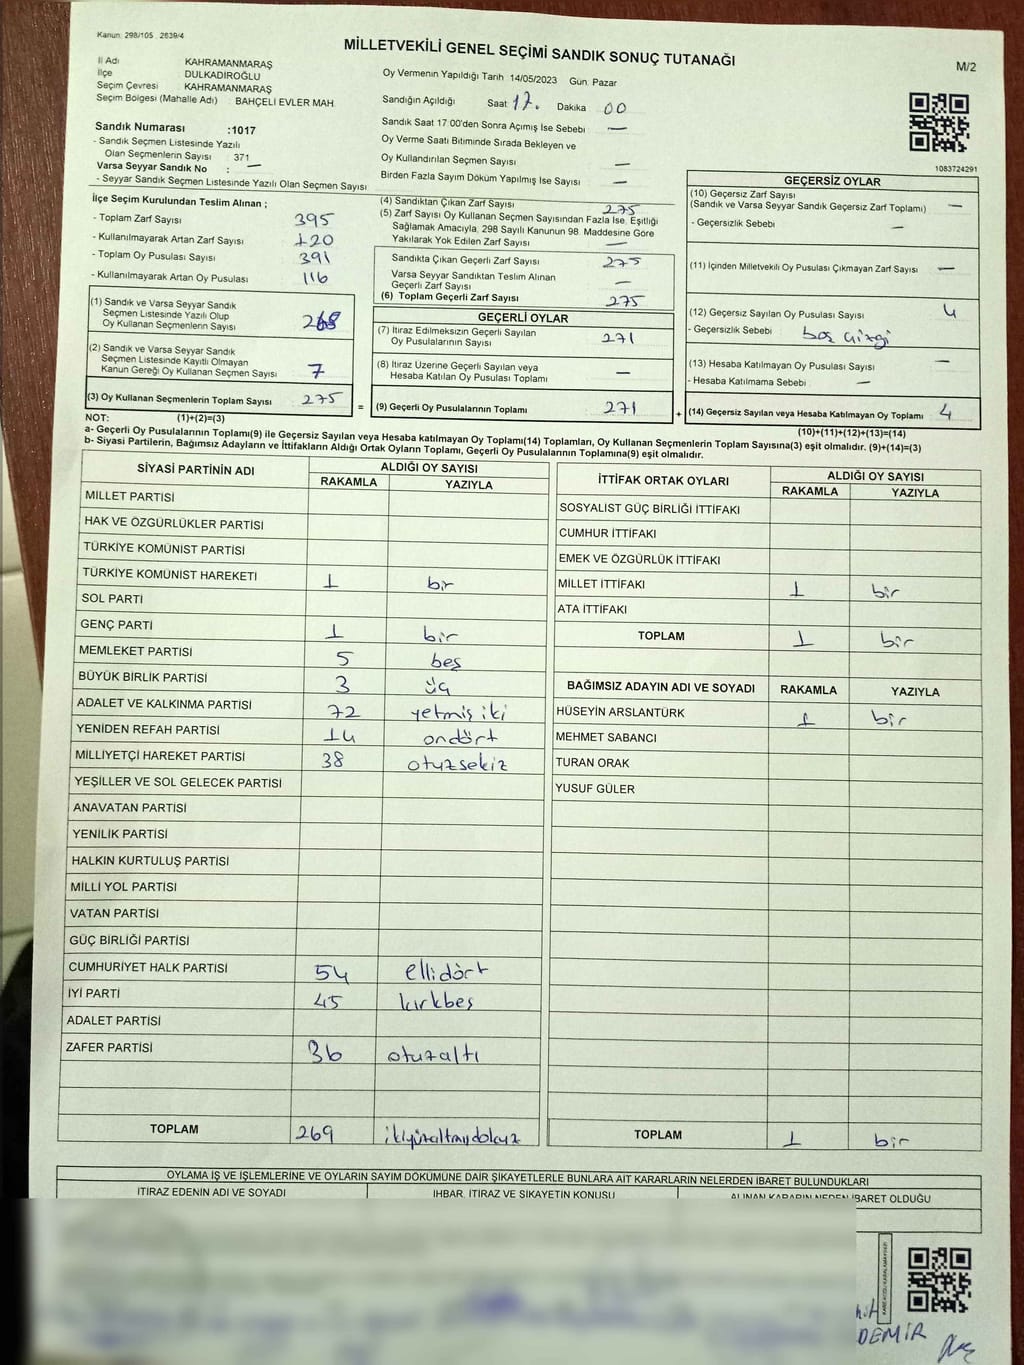 Kanun: 298/105 . 2839/4
MİLLETVEKİLİ GENEL SEÇİMİ SANDIK SONUÇ TUTANAĞI
M/2
İl Adı KAHRAMANMARAŞ
İlçe DULKADİROĞLU
Seçim Çevresi KAHRAMANMARAŞ
Seçim Bölgesi (Mahalle Adı) : BAHÇELİ EVLER MAH.
Sandık Numarası :1017
- Sandık Seçmen Listesinde Yazılı
Olan Seçmenlerin Sayısı : 371
Varsa Seyyar Sandık No : —
- Seyyar Sandık Seçmen Listesinde Yazılı Olan Seçmen Sayısı
Oy Vermenin Yapıldığı Tarih 14/05/2023 Gün Pazar
Sandığın Açıldığı Saat 17. Dakika 00
Sandık Saat 17:00'den Sonra Açımış İse Sebebi —
Oy Verme Saati Bitiminde Sırada Bekleyen ve
Oy Kullandırılan Seçmen Sayısı —
Birden Fazla Sayım Döküm Yapılmış İse Sayısı —
1083724291
İlçe Seçim Kurulundan Teslim Alınan ;
- Toplam Zarf Sayısı 395
- Kullanılmayarak Artan Zarf Sayısı 120
- Toplam Oy Pusulası Sayısı 391
- Kullanılmayarak Artan Oy Pusulası 116
(1) Sandık ve Varsa Seyyar Sandık
Seçmen Listesinde Yazılı Olup
Oy Kullanan Seçmenlerin Sayısı 268
(2) Sandık ve Varsa Seyyar Sandık
Seçmen Listesinde Kayıtlı Olmayan
Kanun Gereği Oy Kullanan Seçmen Sayısı 7
(3) Oy Kullanan Seçmenlerin Toplam Sayısı 275
(4) Sandıktan Çıkan Zarf Sayısı 275
(5) Zarf Sayısı Oy Kullanan Seçmen Sayısından Fazla İse, Eşitliği
Sağlamak Amacıyla, 298 Sayılı Kanunun 98. Maddesine Göre
Yakılarak Yok Edilen Zarf Sayısı —
Sandıkta Çıkan Geçerli Zarf Sayısı 275
Varsa Seyyar Sandıktan Teslim Alınan
Geçerli Zarf Sayısı —
(6) Toplam Geçerli Zarf Sayısı 275
GEÇERLİ OYLAR
(7) İtiraz Edilmeksizin Geçerli Sayılan
Oy Pusulalarının Sayısı 271
(8) İtiraz Üzerine Geçerli Sayılan veya
Hesaba Katılan Oy Pusulası Toplamı —
= (9) Geçerli Oy Pusulalarının Toplamı 271
GEÇERSİZ OYLAR
(10) Geçersiz Zarf Sayısı
(Sandık ve Varsa Seyyar Sandık Geçersiz Zarf Toplamı) —
- Geçersizlik Sebebi —
(11) İçinden Milletvekili Oy Pusulası Çıkmayan Zarf Sayısı —
(12) Geçersiz Sayılan Oy Pusulası Sayısı 4
- Geçersizlik Sebebi : boş çizgi
(13) Hesaba Katılmayan Oy Pusulası Sayısı —
- Hesaba Katılmama Sebebi —
+ (14) Geçersiz Sayılan veya Hesaba Katılmayan Oy Toplamı 4
NOT: (1)+(2)=(3)
(10)+(11)+(12)+(13)=(14)
a- Geçerli Oy Pusulalarının Toplamı(9) ile Geçersiz Sayılan veya Hesaba katılmayan Oy Toplamı(14) Toplamları, Oy Kullanan Seçmenlerin Toplam Sayısına(3) eşit olmalıdır. (9)+(14)=(3)
b- Siyasi Partilerin, Bağımsız Adayların ve İttifakların Aldığı Ortak Oyların Toplamı, Geçerli Oy Pusulalarının Toplamına(9) eşit olmalıdır.
SİYASİ PARTİNİN ADI ALDIĞI OY SAYISI
RAKAMLA YAZIYLA
MİLLET PARTİSİ
HAK VE ÖZGÜRLÜKLER PARTİSİ
TÜRKİYE KOMÜNİST PARTİSİ
TÜRKİYE KOMÜNİST HAREKETİ 1 bir
SOL PARTİ
GENÇ PARTİ 1 bir
MEMLEKET PARTİSİ 5 beş
BÜYÜK BİRLİK PARTİSİ 3 üç
ADALET VE KALKINMA PARTİSİ 72 yetmiş iki
YENİDEN REFAH PARTİSİ 14 ondört
MİLLİYETÇİ HAREKET PARTİSİ 38 otuzsekiz
YEŞİLLER VE SOL GELECEK PARTİSİ
ANAVATAN PARTİSİ
YENİLİK PARTİSİ
HALKIN KURTULUŞ PARTİSİ
MİLLİ YOL PARTİSİ
VATAN PARTİSİ
GÜÇ BİRLİĞİ PARTİSİ
CUMHURİYET HALK PARTİSİ 54 ellidört
İYİ PARTİ 45 kırkbeş
ADALET PARTİSİ
ZAFER PARTİSİ 36 otuzaltı
TOPLAM 269 ikiyüzaltmışdokuz
İTTİFAK ORTAK OYLARI ALDIĞI OY SAYISI
RAKAMLA YAZIYLA
SOSYALİST GÜÇ BİRLİĞİ İTTİFAKI
CUMHUR İTTİFAKI
EMEK VE ÖZGÜRLÜK İTTİFAKI
MİLLET İTTİFAKI 1 bir
ATA İTTİFAKI
TOPLAM 1 bir
BAĞIMSIZ ADAYIN ADI VE SOYADI RAKAMLA YAZIYLA
HÜSEYİN ARSLANTÜRK 1 bir
MEHMET SABANCI
TURAN ORAK
YUSUF GÜLER
TOPLAM 1 bir
OYLAMA İŞ VE İŞLEMLERİNE VE OYLARIN SAYIM DÖKÜMÜNE DAİR ŞİKAYETLERLE BUNLARA AİT KARARLARIN NELERDEN İBARET BULUNDUKLARI
İTİRAZ EDENİN ADI VE SOYADI İHBAR, İTİRAZ VE ŞİKAYETİN KONUSU ALINAN KARARIN NEDEN İBARET OLDUĞU
DEMİR